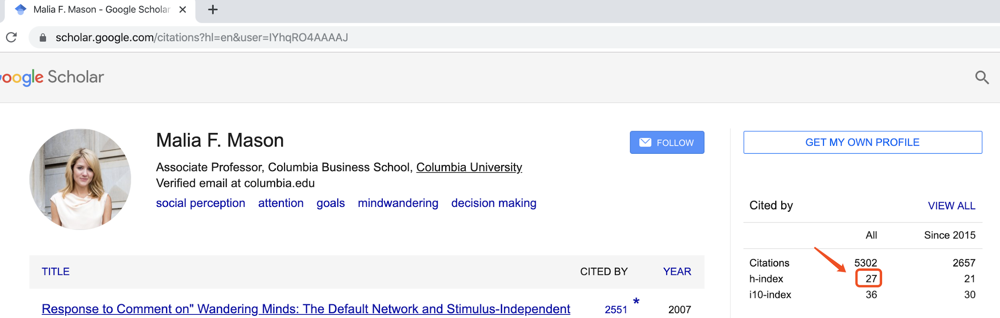 Malia F. Mason - Google Scholar
scholar.google.com/citations?hl=en&user=IYhqRO4AAAAJ
oogle Scholar
Malia F. Mason
FOLLOW
GET MY OWN PROFILE
Associate Professor, Columbia Business School, Columbia University
Verified email at columbia.edu
social perception attention goals mindwandering decision making
Cited by VIEW ALL
All Since 2015
Citations 5302 2657
h-index 27 21
i10-index 36 30
TITLE CITED BY YEAR
Response to Comment on" Wandering Minds: The Default Network and Stimulus-Independent 2551 * 2007